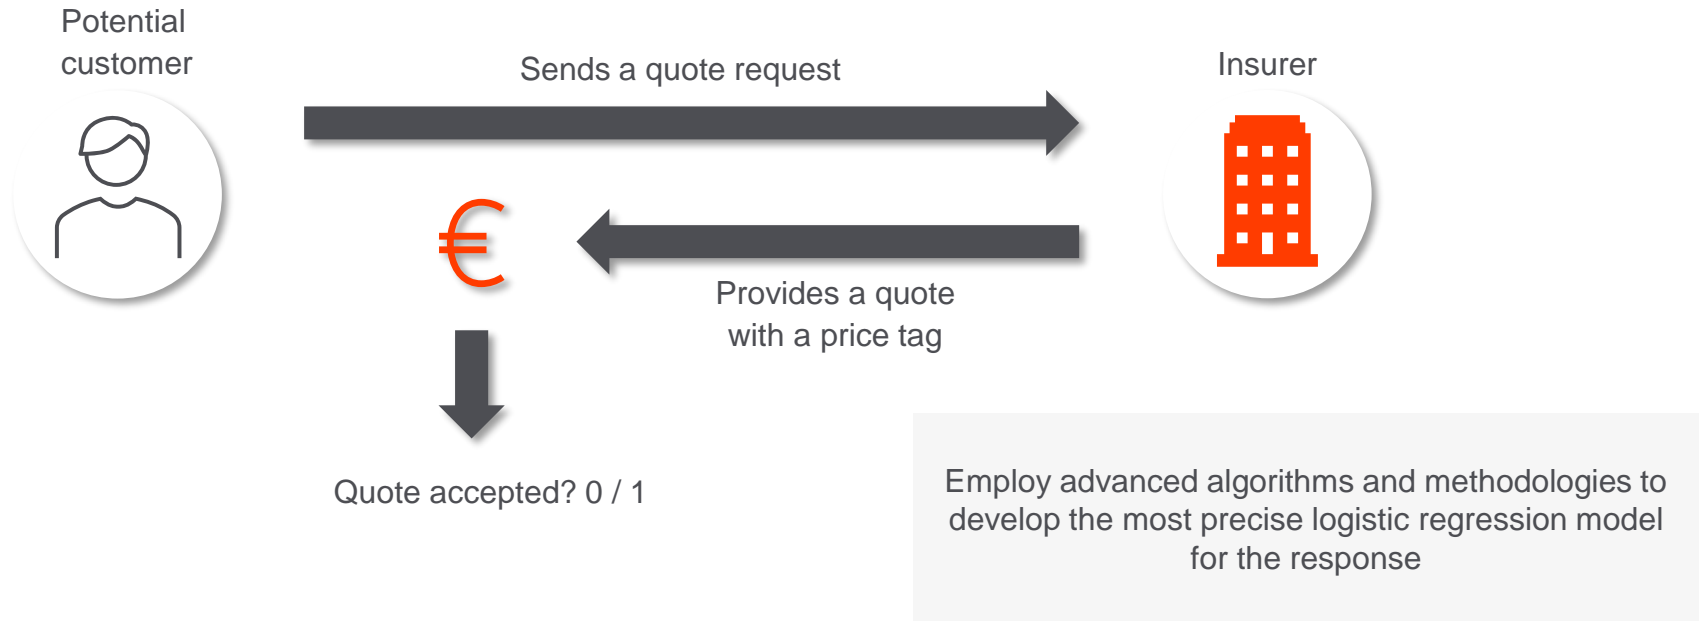 Potential
customer
Sends a quote request
Insurer
€
Provides a quote
with a price tag
Quote accepted? 0 / 1
Employ advanced algorithms and methodologies to
develop the most precise logistic regression model
for the response